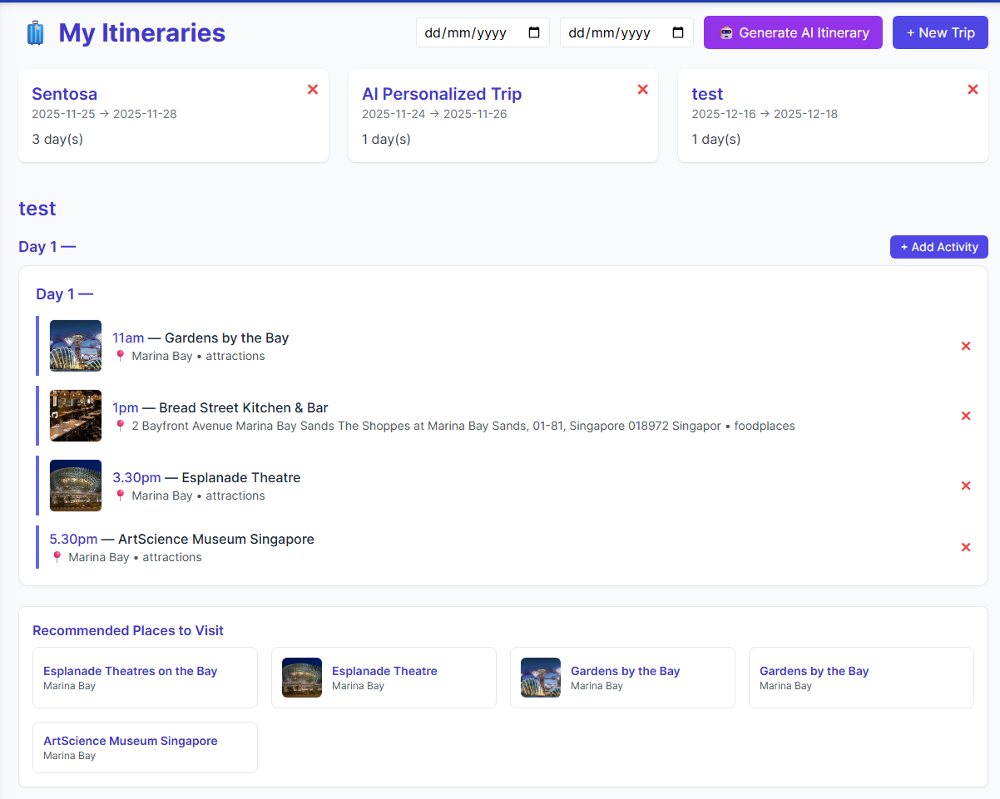 My Itineraries
dd/mm/yyyy
dd/mm/yyyy
Generate AI Itinerary
+ New Trip
Sentosa
2025-11-25 → 2025-11-28
3 day(s)
AI Personalized Trip
2025-11-24 → 2025-11-26
1 day(s)
test
2025-12-16 → 2025-12-18
1 day(s)
test
Day 1 —
+ Add Activity
Day 1 —
11am — Gardens by the Bay
Marina Bay • attractions
1pm — Bread Street Kitchen & Bar
2 Bayfront Avenue Marina Bay Sands The Shoppes at Marina Bay Sands, 01-81, Singapore 018972 Singapor • foodplaces
3.30pm — Esplanade Theatre
Marina Bay • attractions
5.30pm — ArtScience Museum Singapore
Marina Bay • attractions
Recommended Places to Visit
Esplanade Theatres on the Bay
Marina Bay
Esplanade Theatre
Marina Bay
Gardens by the Bay
Marina Bay
Gardens by the Bay
Marina Bay
ArtScience Museum Singapore
Marina Bay